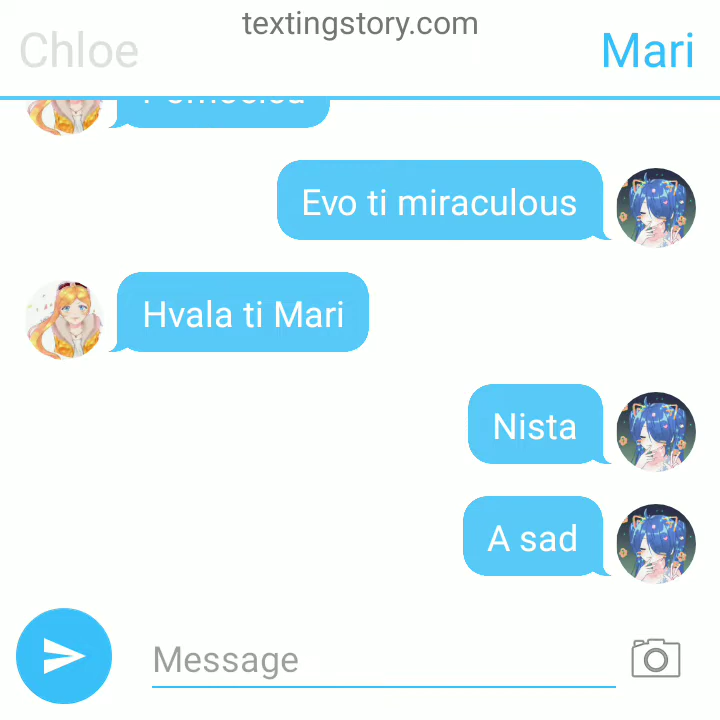 textingstory.com
Chloe
Mari
Evo ti miraculous
Hvala ti Mari
Nista
A sad
Message